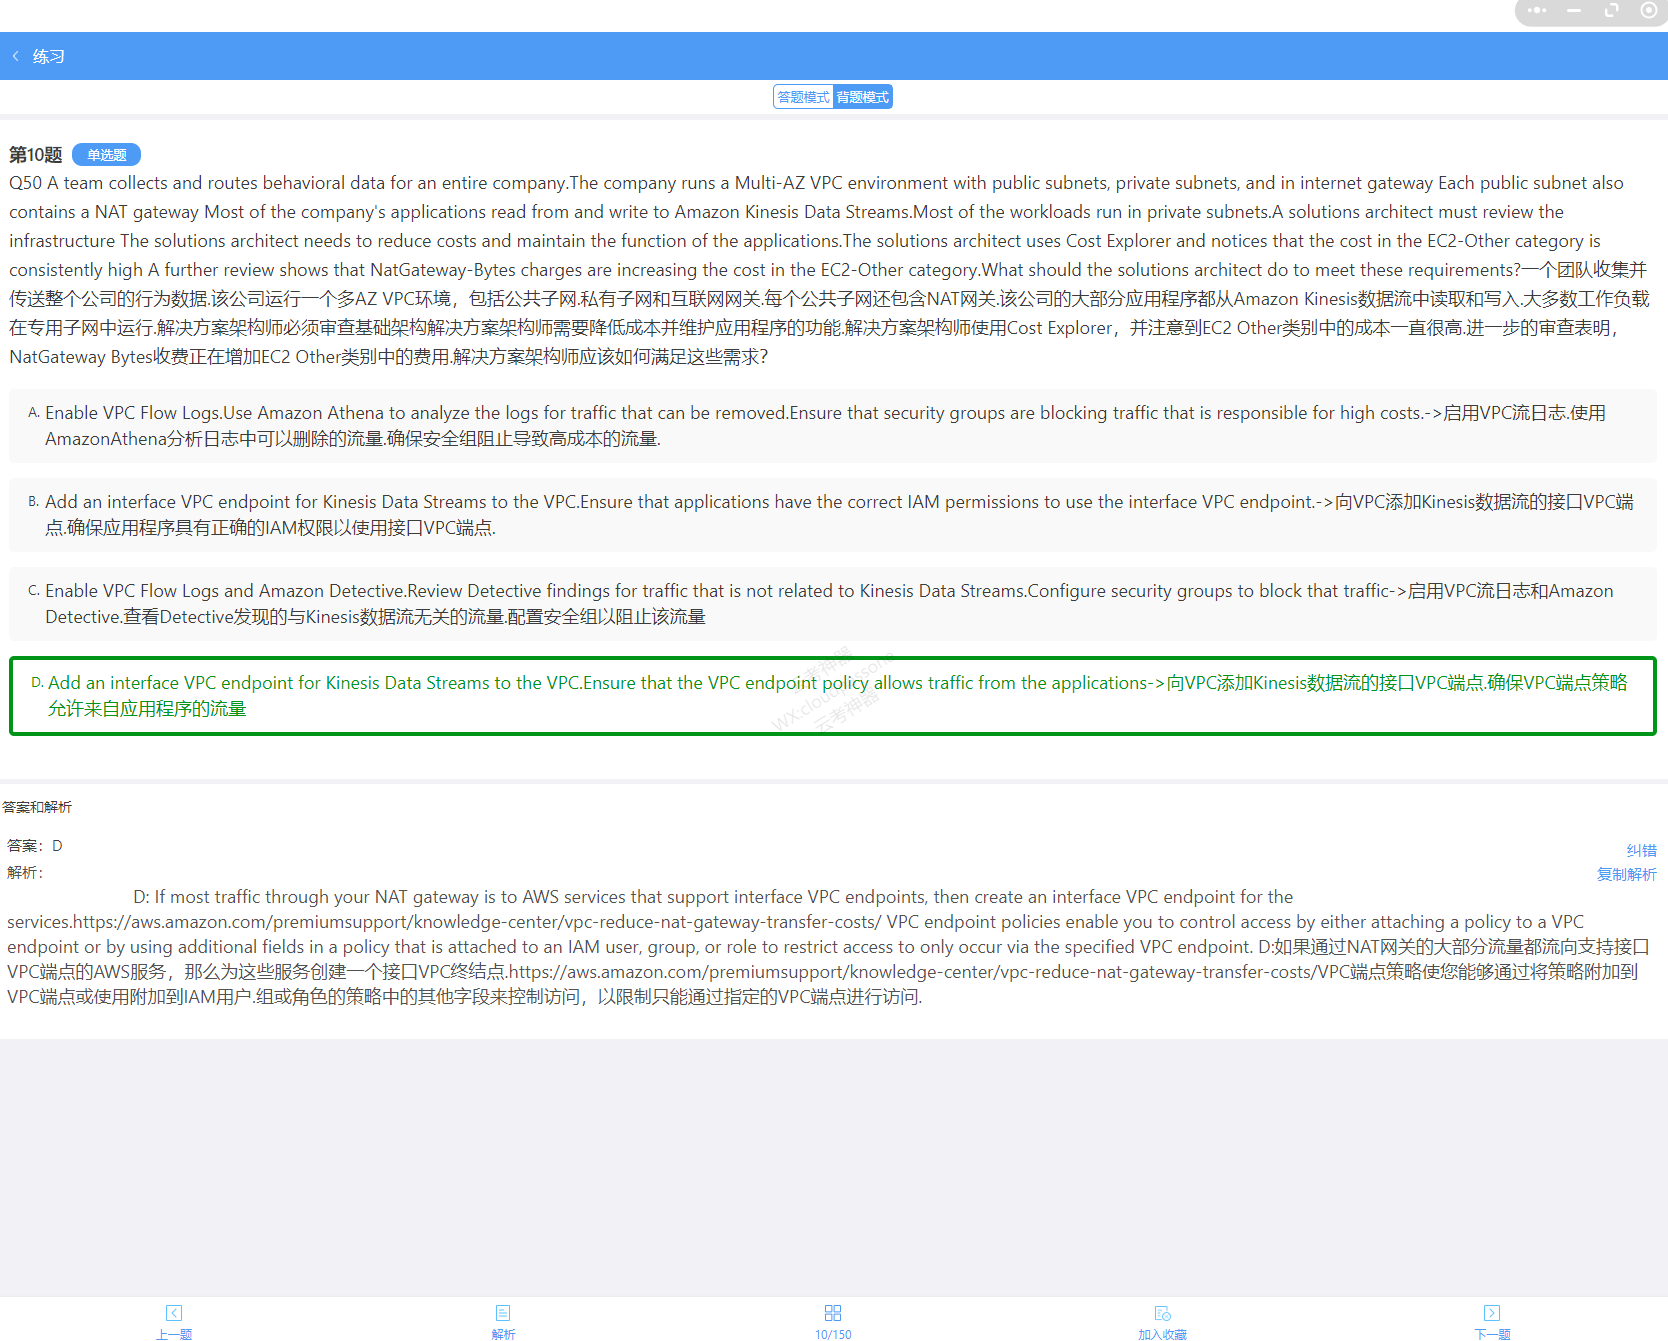 练习
答题模式 背题模式
第10题 单选题
Q50 A team collects and routes behavioral data for an entire company.The company runs a Multi-AZ VPC environment with public subnets, private subnets, and in internet gateway Each public subnet also
contains a NAT gateway Most of the company's applications read from and write to Amazon Kinesis Data Streams.Most of the workloads run in private subnets.A solutions architect must review the
infrastructure The solutions architect needs to reduce costs and maintain the function of the applications.The solutions architect uses Cost Explorer and notices that the cost in the EC2-Other category is
consistently high A further review shows that NatGateway-Bytes charges are increasing the cost in the EC2-Other category.What should the solutions architect do to meet these requirements?一个团队收集并
传送整个公司的行为数据.该公司运行一个多AZ VPC环境，包括公共子网.私有子网和互联网网关.每个公共子网还包含NAT网关.该公司的大部分应用程序都从Amazon Kinesis数据流中读取和写入.大多数工作负载
在专用子网中运行.解决方案架构师必须审查基础架构解决方案架构师需要降低成本并维护应用程序的功能.解决方案架构师使用Cost Explorer，并注意到EC2 Other类别中的成本一直很高.进一步的审查表明，
NatGateway Bytes收费正在增加EC2 Other类别中的费用.解决方案架构师应该如何满足这些需求？
A. Enable VPC Flow Logs.Use Amazon Athena to analyze the logs for traffic that can be removed.Ensure that security groups are blocking traffic that is responsible for high costs.->启用VPC流日志.使用
AmazonAthena分析日志中可以删除的流量.确保安全组阻止导致高成本的流量.
B. Add an interface VPC endpoint for Kinesis Data Streams to the VPC.Ensure that applications have the correct IAM permissions to use the interface VPC endpoint.->向VPC添加Kinesis数据流的接口VPC端
点.确保应用程序具有正确的IAM权限以使用接口VPC端点.
C. Enable VPC Flow Logs and Amazon Detective.Review Detective findings for traffic that is not related to Kinesis Data Streams.Configure security groups to block that traffic->启用VPC流日志和Amazon
Detective.查看Detective发现的与Kinesis数据流无关的流量.配置安全组以阻止该流量
D. Add an interface VPC endpoint for Kinesis Data Streams to the VPC.Ensure that the VPC endpoint policy allows traffic from the applications->向VPC添加Kinesis数据流的接口VPC端点.确保VPC端点策略
允许来自应用程序的流量
云考神器
答案和解析
答案：D
纠错
解析：
复制解析
D: If most traffic through your NAT gateway is to AWS services that support interface VPC endpoints, then create an interface VPC endpoint for the
services.https://aws.amazon.com/premiumsupport/knowledge-center/vpc-reduce-nat-gateway-transfer-costs/ VPC endpoint policies enable you to control access by either attaching a policy to a VPC
endpoint or by using additional fields in a policy that is attached to an IAM user, group, or role to restrict access to only occur via the specified VPC endpoint. D:如果通过NAT网关的大部分流量都流向支持接口
VPC端点的AWS服务，那么为这些服务创建一个接口VPC终结点.https://aws.amazon.com/premiumsupport/knowledge-center/vpc-reduce-nat-gateway-transfer-costs/VPC端点策略使您能够通过将策略附加到
VPC端点或使用附加到IAM用户.组或角色的策略中的其他字段来控制访问，以限制只能通过指定的VPC端点进行访问.
上一题 解析 10/150 加入收藏 下一题